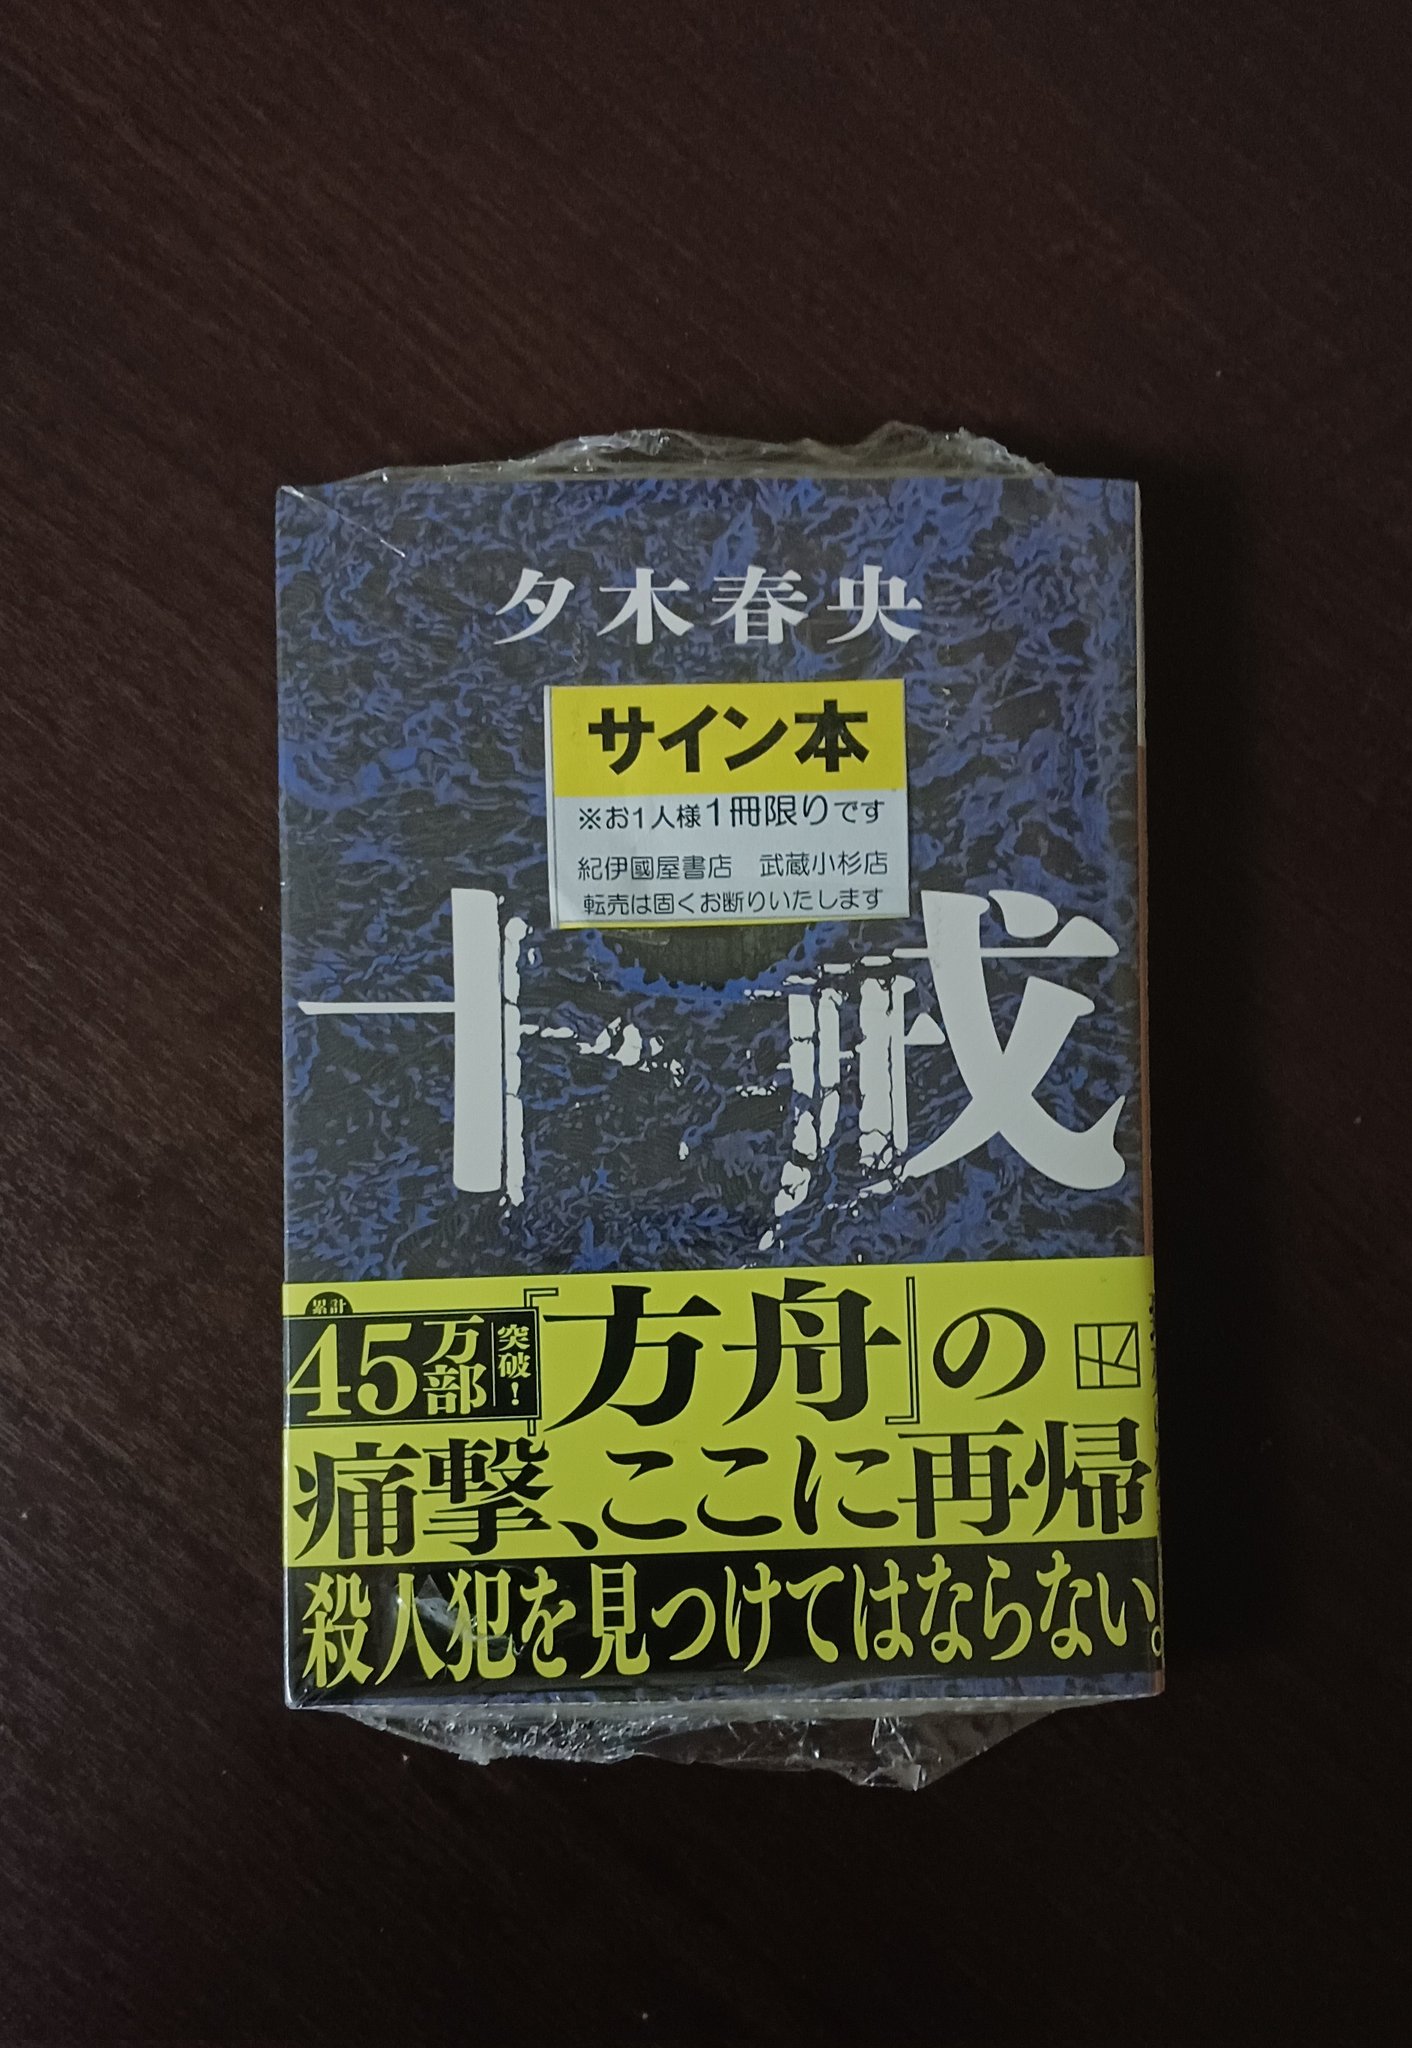 夕木春央
サイン本
※お1人様1冊限りです
紀伊國屋書店　武蔵小杉店
転売は固くお断りいたします
十戒
累計
45万部突破!
『方舟』の
痛撃、ここに再帰
殺人犯を見つけてはならない。